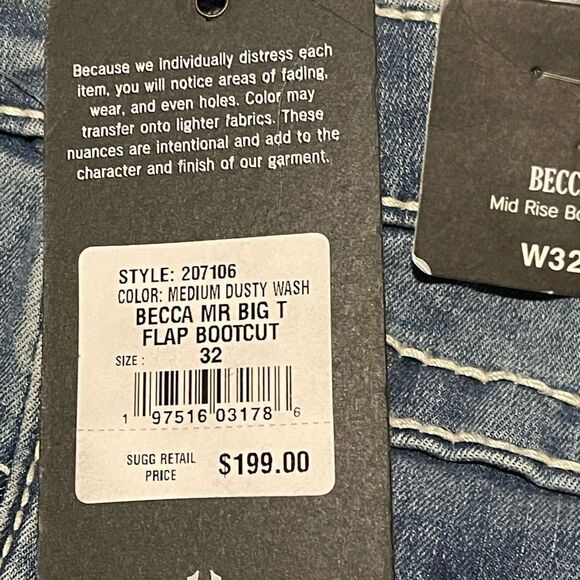 Because we individually distress each
item, you will notice areas of fading,
wear, and even holes. Color may
transfer onto lighter fabrics. These
nuances are intentional and add to the
character and finish of our garment.
STYLE: 207106
COLOR: MEDIUM DUSTY WASH
BECCA MR BIG T
FLAP BOOTCUT
SIZE : 32
1 97516 03178 6
SUGG RETAIL
PRICE $199.00
BECC
Mid Rise Bo
W32